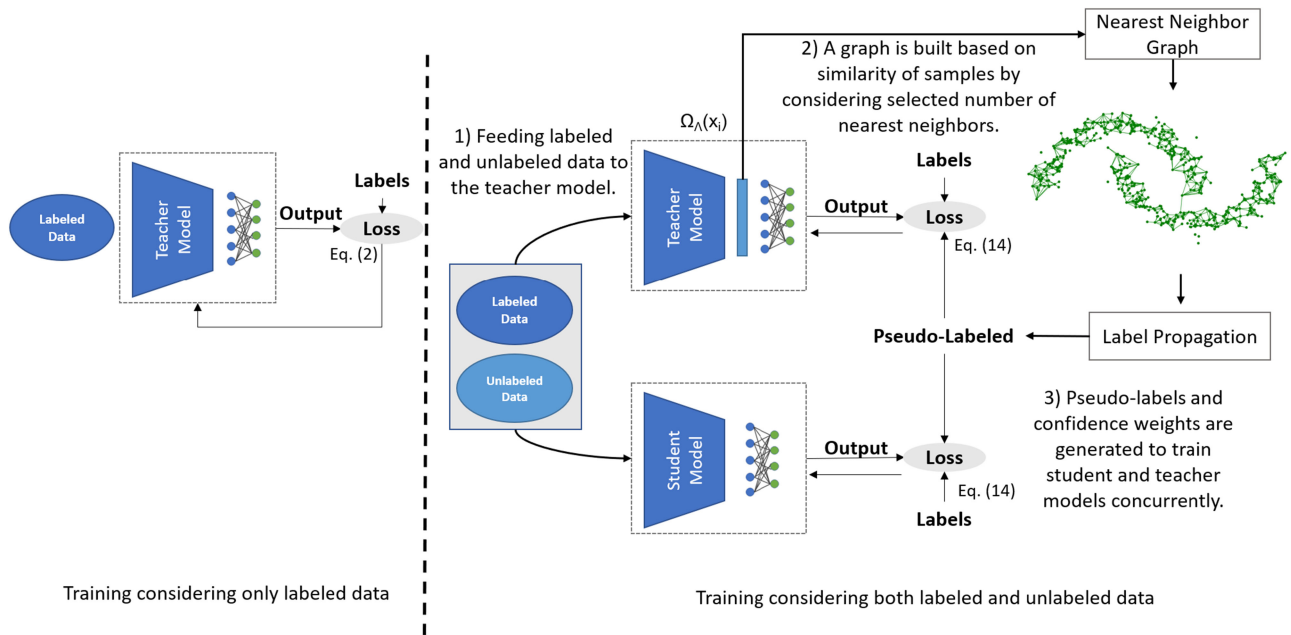 Labeled
Data
Teacher
Model
Output
Labels
Loss
Eq. (2)
Training considering only labeled data
1) Feeding labeled
and unlabeled data to
the teacher model.
Labeled
Data
Unlabeled
Data
Ω_Λ(x_i)
Teacher
Model
Output
Labels
Loss
Eq. (14)
2) A graph is built based on
similarity of samples by
considering selected number of
nearest neighbors.
Nearest Neighbor
Graph
Label Propagation
Pseudo-Labeled
Student
Model
Output
Loss
Eq. (14)
Labels
3) Pseudo-labels and
confidence weights are
generated to train
student and teacher
models concurrently.
Training considering both labeled and unlabeled data